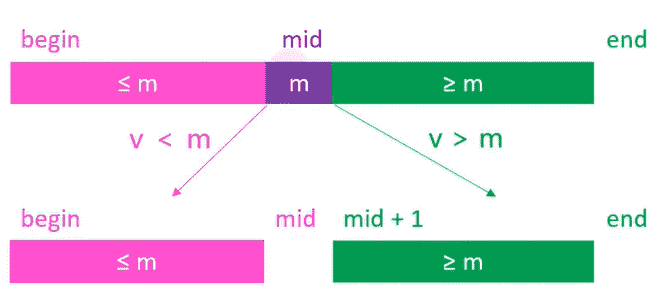 begin mid end
≤ m m ≥ m
v < m v > m
begin mid mid + 1 end
≤ m ≥ m